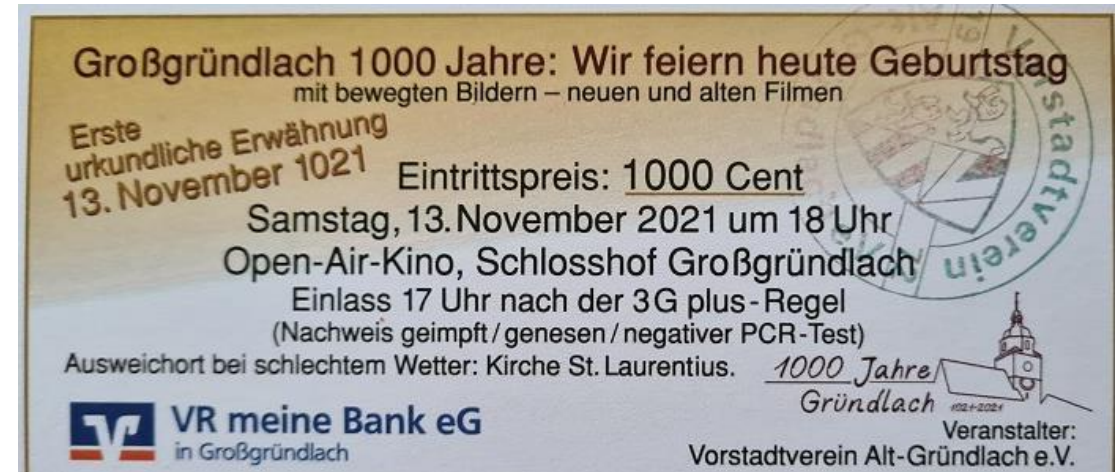 Großgründlach 1000 Jahre: Wir feiern heute Geburtstag
mit bewegten Bildern – neuen und alten Filmen
Erste
urkundliche Erwähnung
13. November 1021
Eintrittspreis: 1000 Cent
Samstag, 13. November 2021 um 18 Uhr
Open-Air-Kino, Schlosshof Großgründlach
Einlass 17 Uhr nach der 3G plus-Regel
(Nachweis geimpft / genesen / negativer PCR-Test)
Ausweichort bei schlechtem Wetter: Kirche St. Laurentius.
1000 Jahre
Gründlach 1021-2021
VR meine Bank eG
in Großgründlach
Veranstalter:
Vorstadtverein Alt-Gründlach e.V.
Vorstadtverein